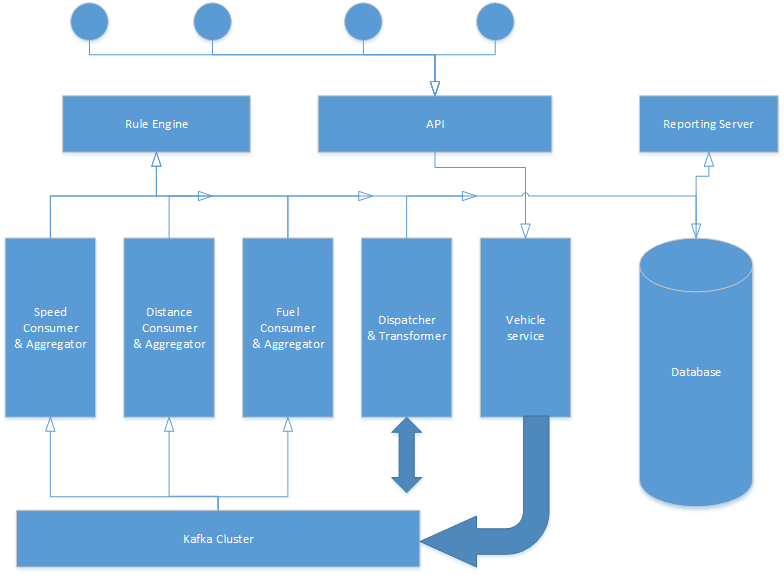 Rule Engine
API
Reporting Server
Speed
Consumer
& Aggregator
Distance
Consumer
& Aggregator
Fuel
Consumer
& Aggregator
Dispatcher
& Transformer
Vehicle
service
Database
Kafka Cluster